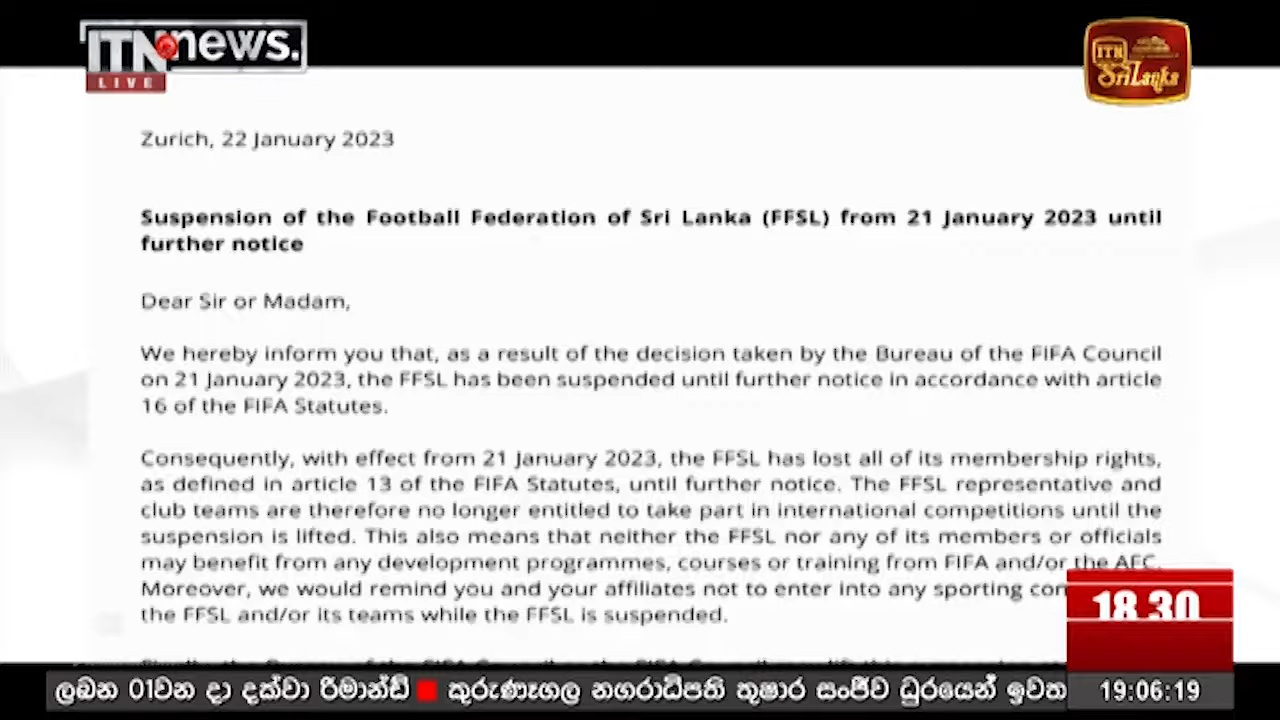 ITN news.
LIVE
ITN
Sri Lanka
Zurich, 22 January 2023
Suspension of the Football Federation of Sri Lanka (FFSL) from 21 January 2023 until
further notice
Dear Sir or Madam,
We hereby inform you that, as a result of the decision taken by the Bureau of the FIFA Council
on 21 January 2023, the FFSL has been suspended until further notice in accordance with article
16 of the FIFA Statutes.
Consequently, with effect from 21 January 2023, the FFSL has lost all of its membership rights,
as defined in article 13 of the FIFA Statutes, until further notice. The FFSL representative and
club teams are therefore no longer entitled to take part in international competitions until the
suspension is lifted. This also means that neither the FFSL nor any of its members or officials
may benefit from any development programmes, courses or training from FIFA and/or the AFC.
Moreover, we would remind you and your affiliates not to enter into any sporting con
the FFSL and/or its teams while the FFSL is suspended.
18.30
ලබන 01වන දා දක්වා රිමාන්ඩ් කුරුණෑගල නගරාධිපති තුෂාර සංජීව ධුරයෙන් ඉවත
19:06:19